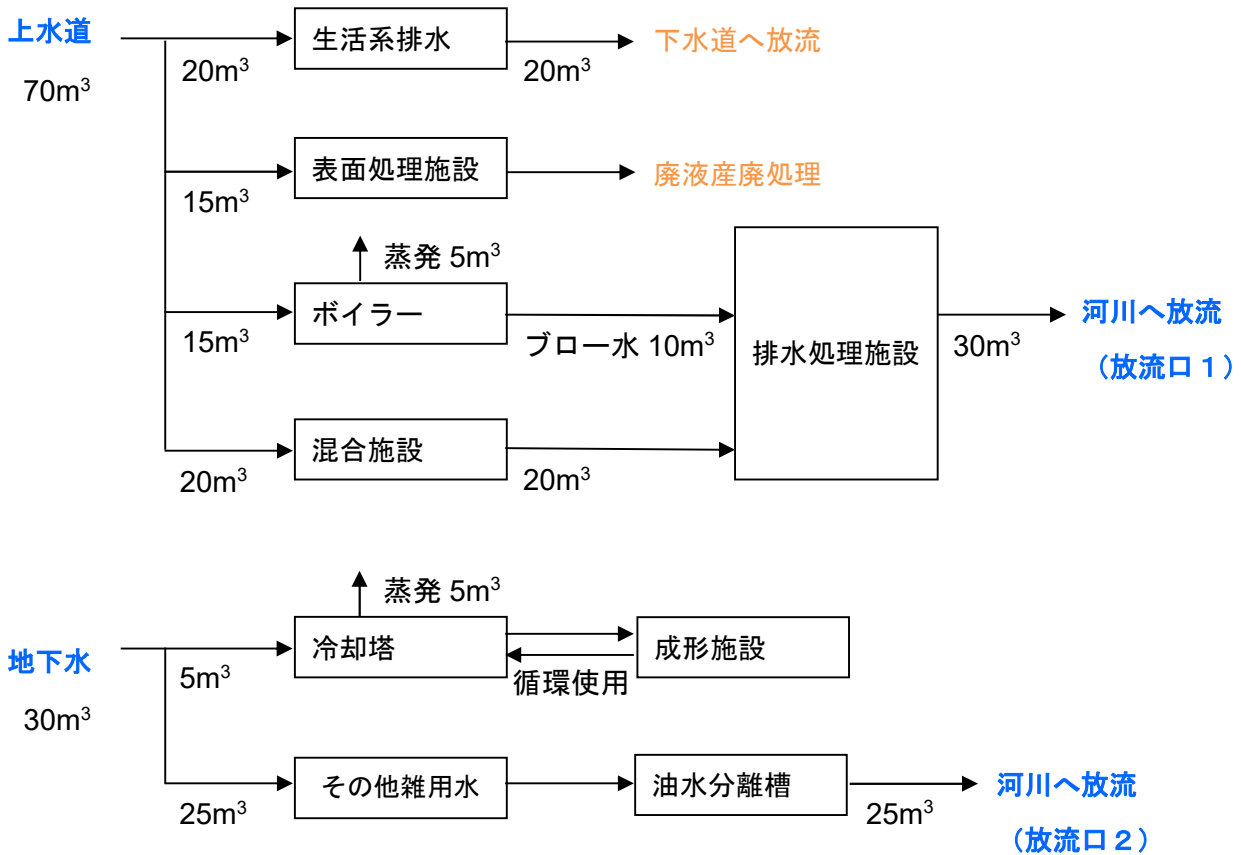 上水道
70m³
20m³
生活系排水
20m³
下水道へ放流
15m³
表面処理施設
廃液産廃処理
蒸発 5m³
15m³
ボイラー
ブロー水 10m³
排水処理施設
30m³
河川へ放流
（放流口１）
20m³
混合施設
20m³
地下水
30m³
蒸発 5m³
5m³
冷却塔
循環使用
成形施設
25m³
その他雑用水
油水分離槽
25m³
河川へ放流
（放流口２）